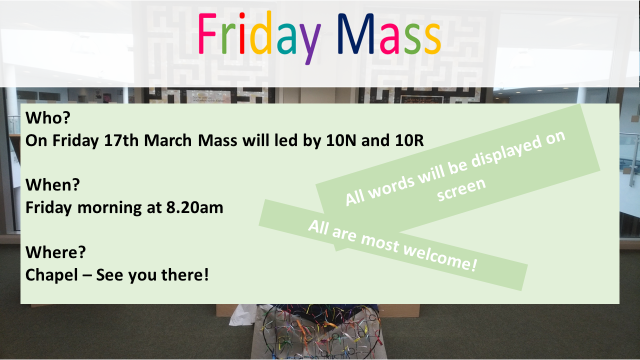 Friday Mass
Who?
On Friday 17th March Mass will led by 10N and 10R
When?
Friday morning at 8.20am
Where?
Chapel – See you there!
All words will be displayed on
screen
All are most welcome!